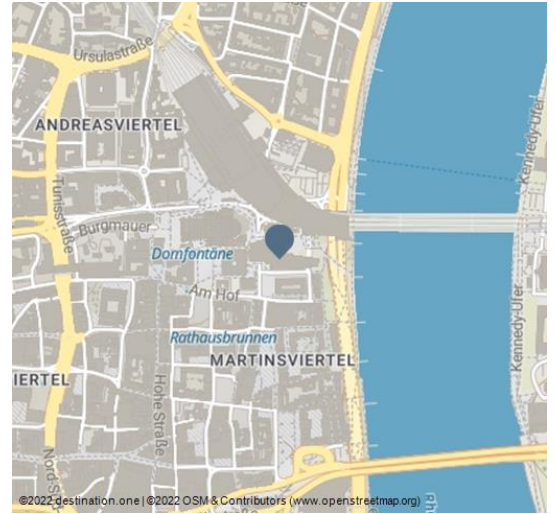 Ursulastraße
ANDREASVIERTEL
Tunisstraße
Burgmauer
Domfontäne
Am Hof
Rathausbrunnen
MARTINSVIERTEL
IERTEL
Hohe Straße
Nord-Süd-
Kennedy-Ufer
Kennedy-Ufer
©2022 destination.one | ©2022 OSM & Contributors (www.openstreetmap.org)